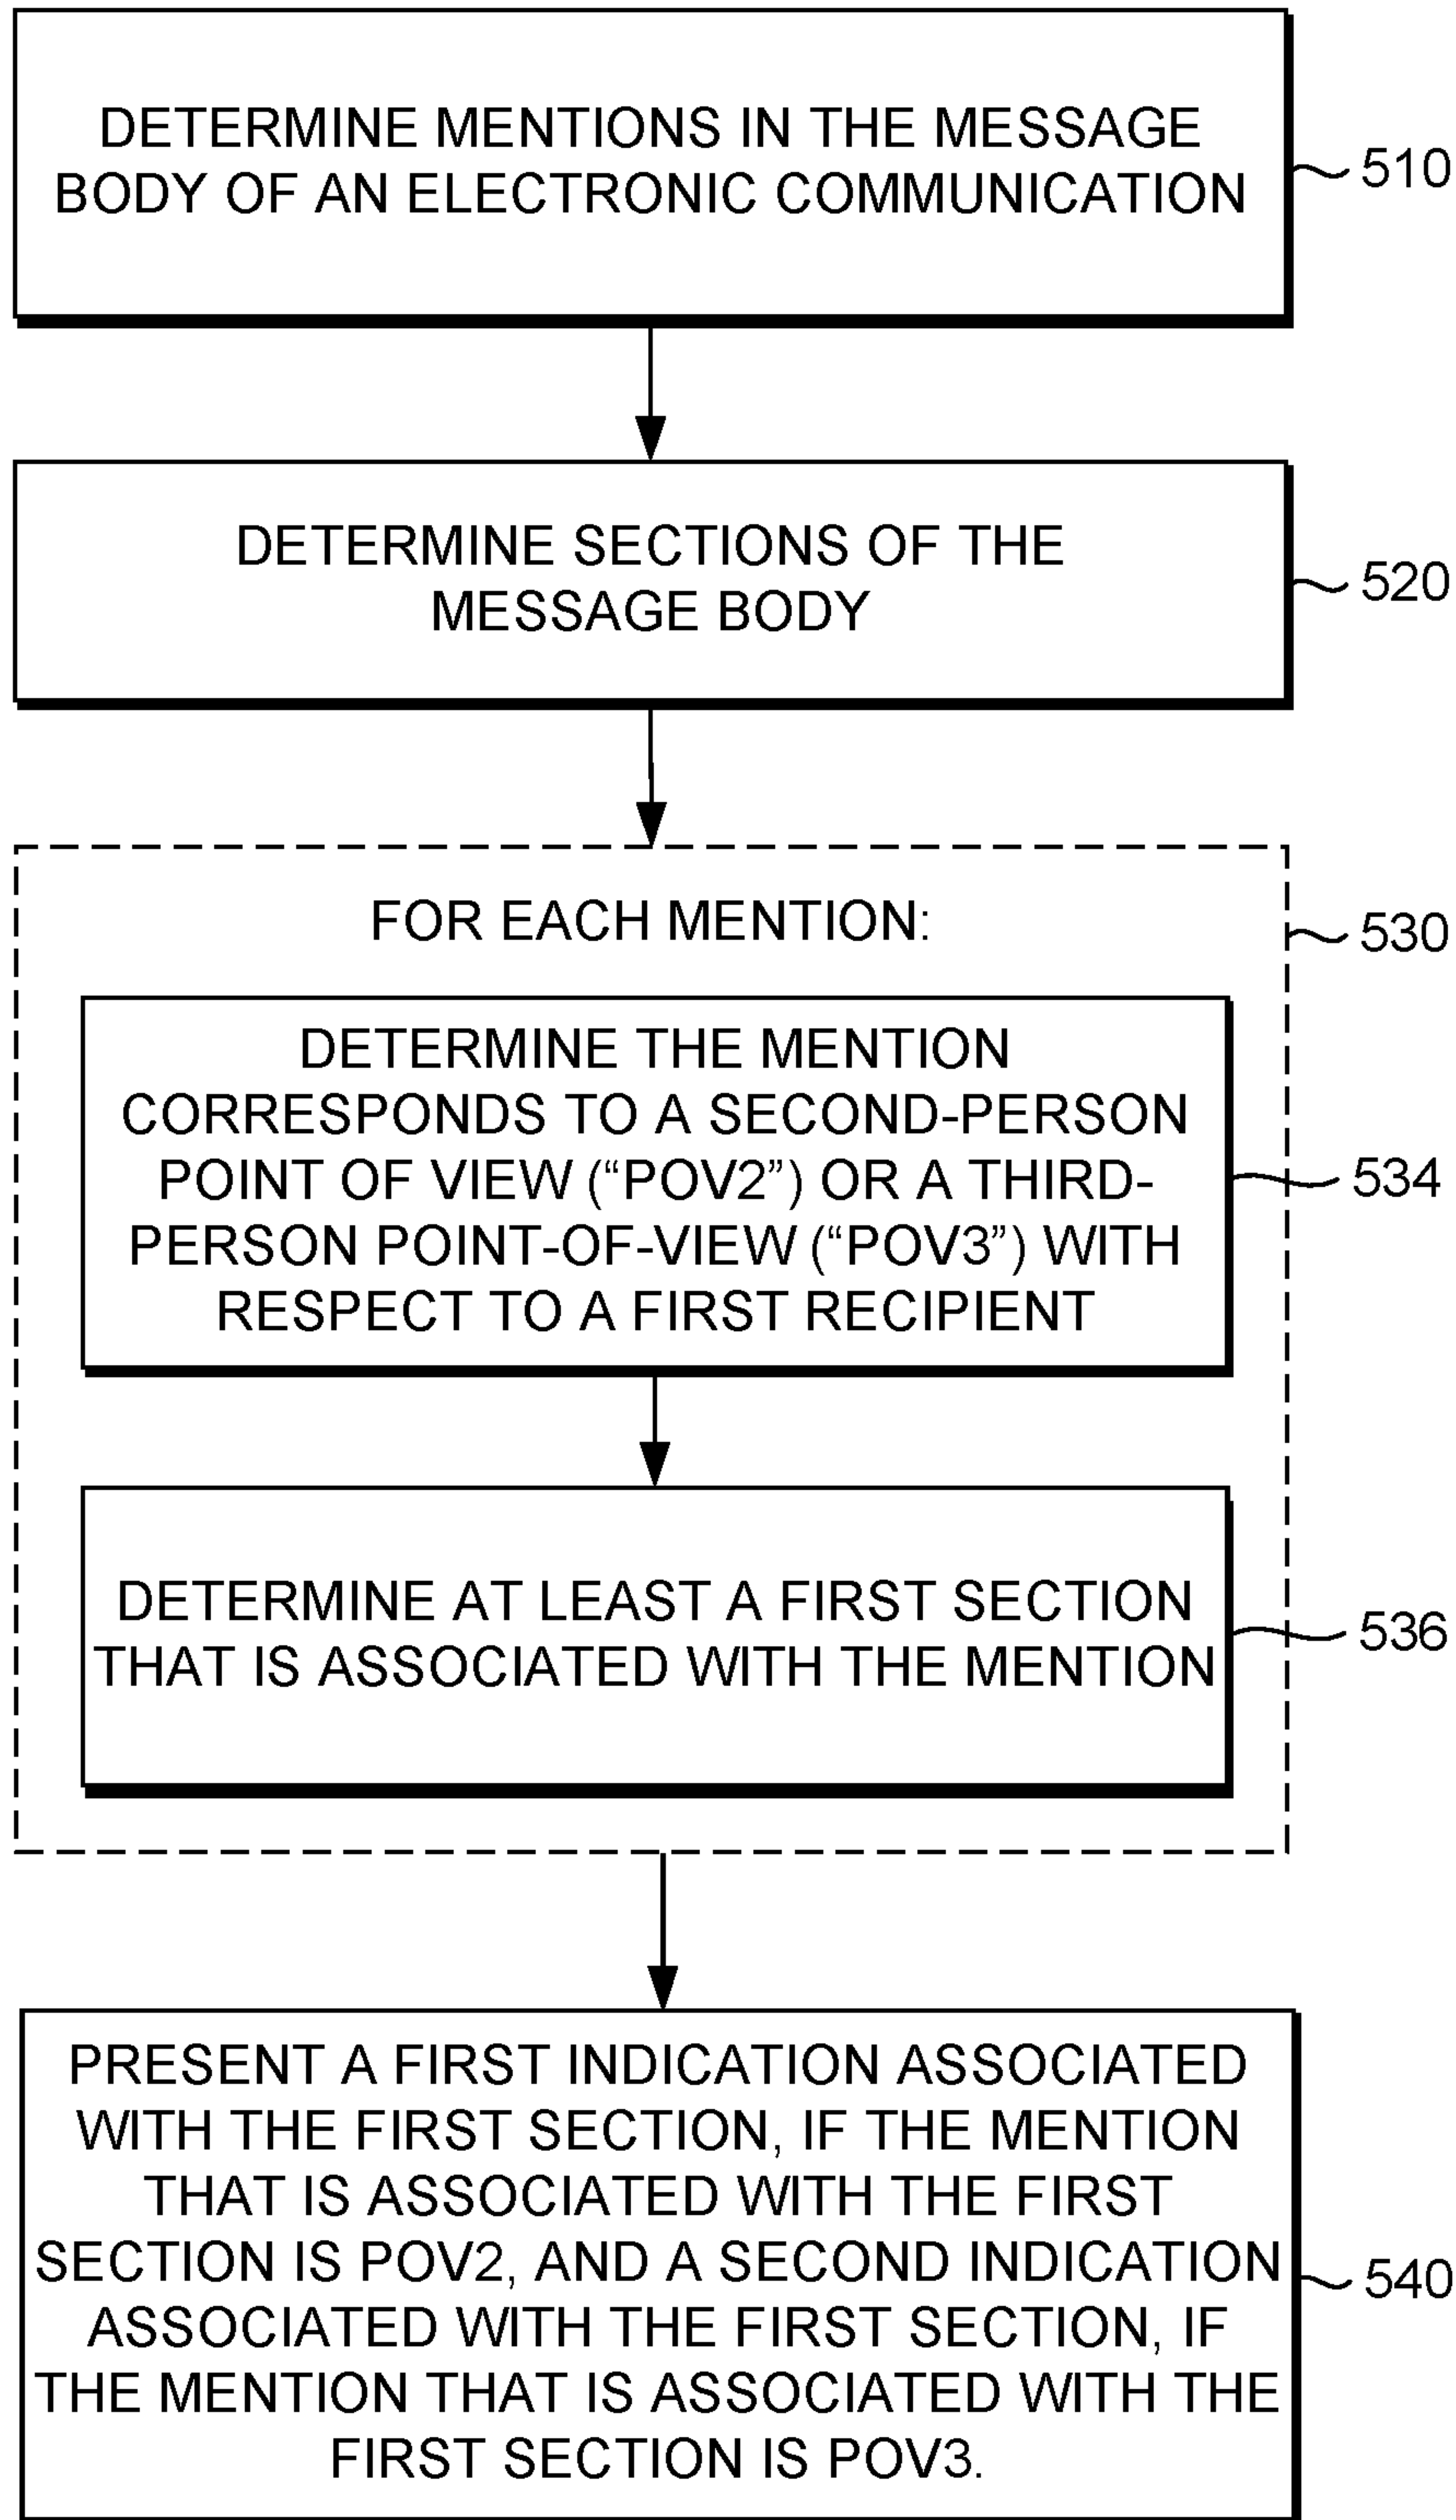 DETERMINE MENTIONS IN THE MESSAGE
BODY OF AN ELECTRONIC COMMUNICATION
510
DETERMINE SECTIONS OF THE
MESSAGE BODY
520
FOR EACH MENTION:
530
DETERMINE THE MENTION
CORRESPONDS TO A SECOND-PERSON
POINT OF VIEW (“POV2”) OR A THIRD-
PERSON POINT-OF-VIEW (“POV3”) WITH
RESPECT TO A FIRST RECIPIENT
534
DETERMINE AT LEAST A FIRST SECTION
THAT IS ASSOCIATED WITH THE MENTION
536
PRESENT A FIRST INDICATION ASSOCIATED
WITH THE FIRST SECTION, IF THE MENTION
THAT IS ASSOCIATED WITH THE FIRST
SECTION IS POV2, AND A SECOND INDICATION
ASSOCIATED WITH THE FIRST SECTION, IF
THE MENTION THAT IS ASSOCIATED WITH THE
FIRST SECTION IS POV3.
540